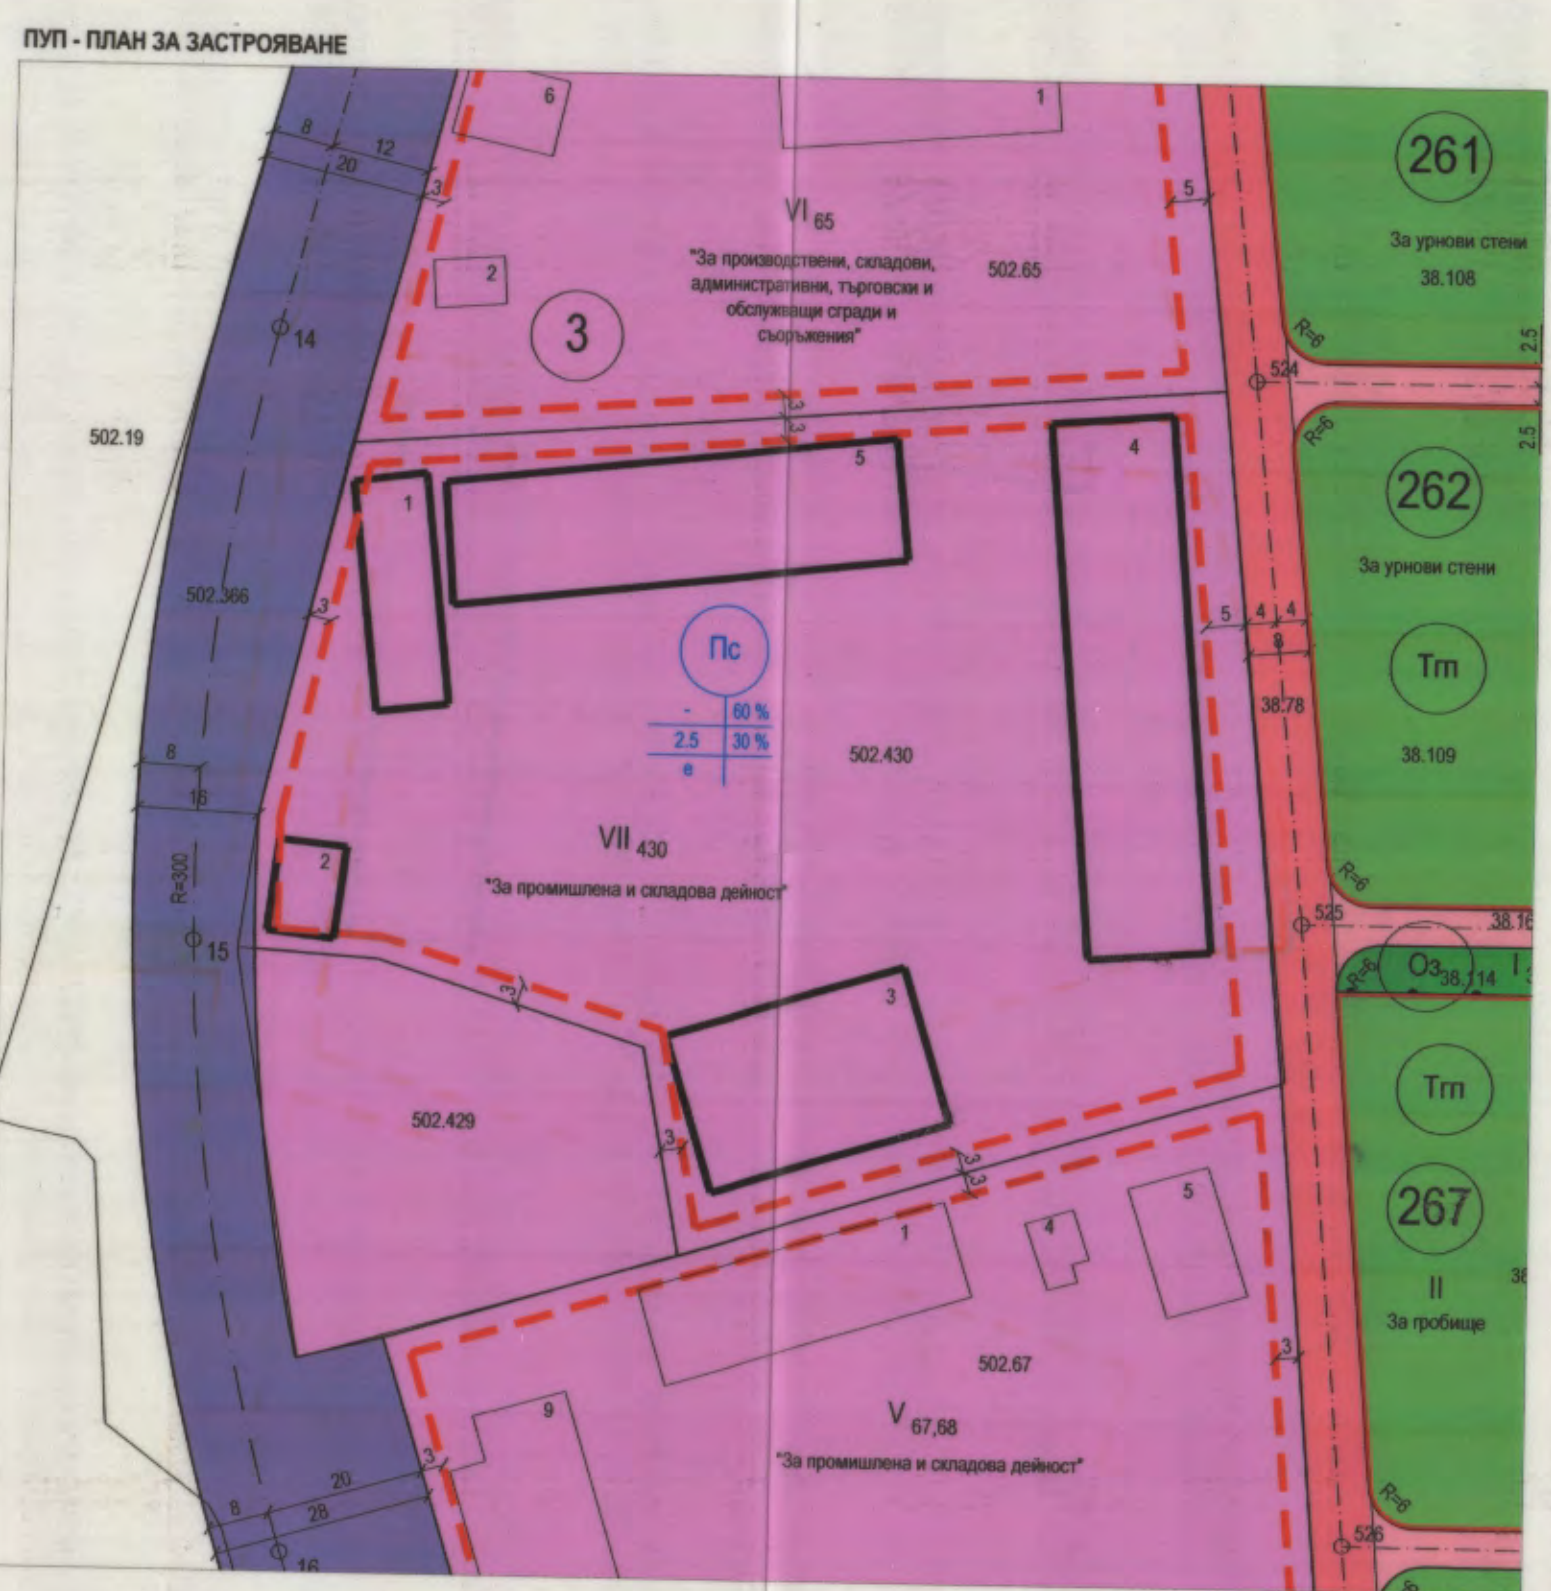 ПУП - ПЛАН ЗА ЗАСТРОЯВАНЕ
6
1
8
12
20
3
5
261
За урнови стени
38.108
VI 65
"За производствени, складови,
административни, търговски и
обслужващи сгради и
съоръжения"
502.65
2
3
14
R=6
2.5
524
3
3
502.19
R=6
2.5
1
5
4
262
За урнови стени
502.366
3
5
4
4
8
Пс
-
60 %
2.5
30 %
е
Тгп
38.78
502.430
38.109
8
16
VII 430
"За промишлена и складова дейност"
2
R=300
R=6
525
38.16
15
Оз 38.114
I
R=6
3
3
502.429
3
3
3
Тгп
267
II
За гробище
38
1
4
5
502.67
3
V 67,68
"За промишлена и складова дейност"
9
3
20
8
28
16
R=6
526